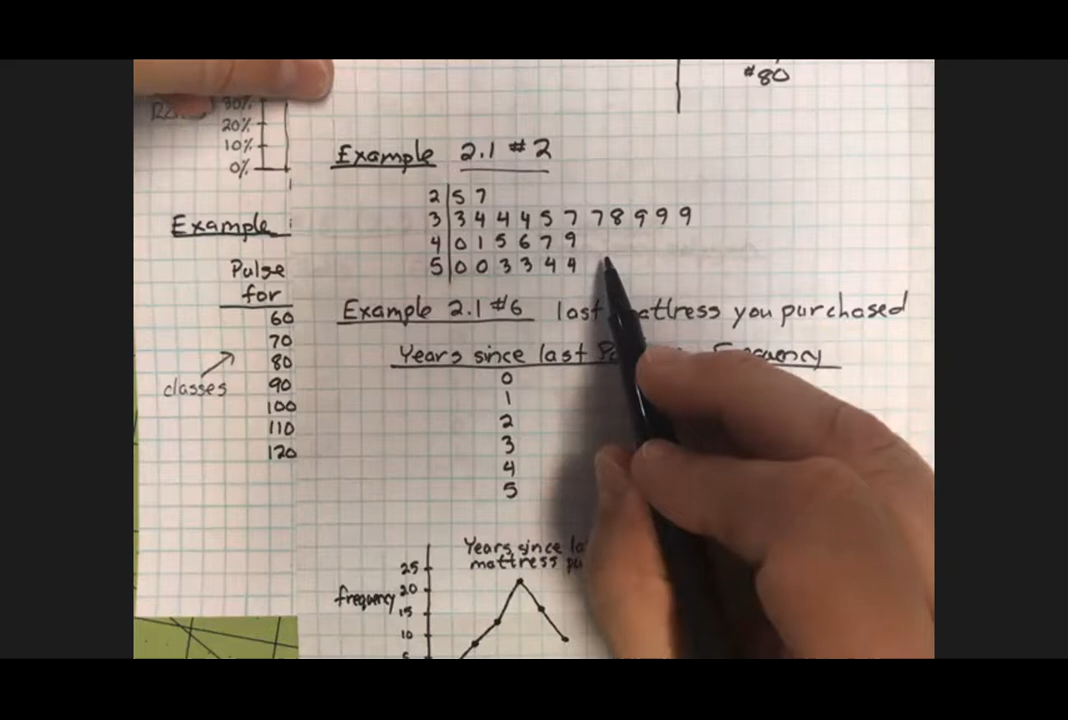 #80
30%
20%
10%
0%
Example 2.1 #2
2 | 5 7
3 | 3 4 4 4 5 7 7 8 9 9 9
4 | 0 1 5 6 7 9
5 | 0 0 3 3 4 4
Example
Pulse
for
60
70
80
90
100
110
120
classes
Example 2.1 #6 last mattress you purchased
Years since last Frequency
0
1
2
3
4
5
Years since
mattress
25
20
15
10
5
frequency